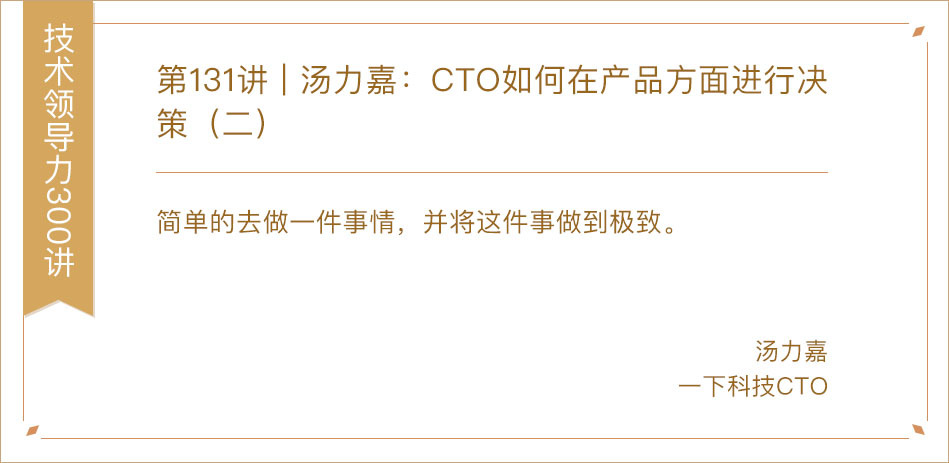 技术领导力300讲
第131讲｜汤力嘉：CTO如何在产品方面进行决
策（二）
简单的去做一件事情，并将这件事做到极致。
汤力嘉
一下科技CTO